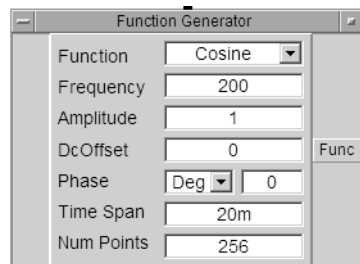 Function Generator
Function Cosine
Frequency 200
Amplitude 1
DcOffset 0 Func
Phase Deg 0
Time Span 20m
Num Points 256